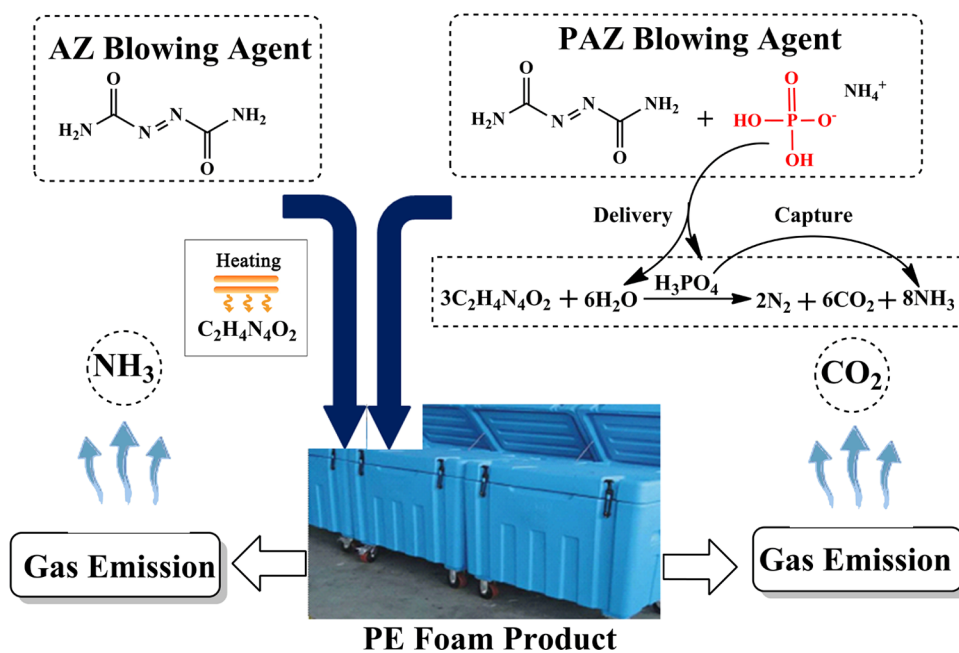 AZ Blowing Agent
O
H₂N
N
N
NH₂
O
PAZ Blowing Agent
O
H₂N
N
N
NH₂
O
+
O
HO
P
O⁻
OH
NH₄⁺
Delivery
Capture
H₃PO₄
3C₂H₄N₄O₂ + 6H₂O
2N₂ + 6CO₂ + 8NH₃
Heating
C₂H₄N₄O₂
NH₃
CO₂
Gas Emission
Gas Emission
PE Foam Product